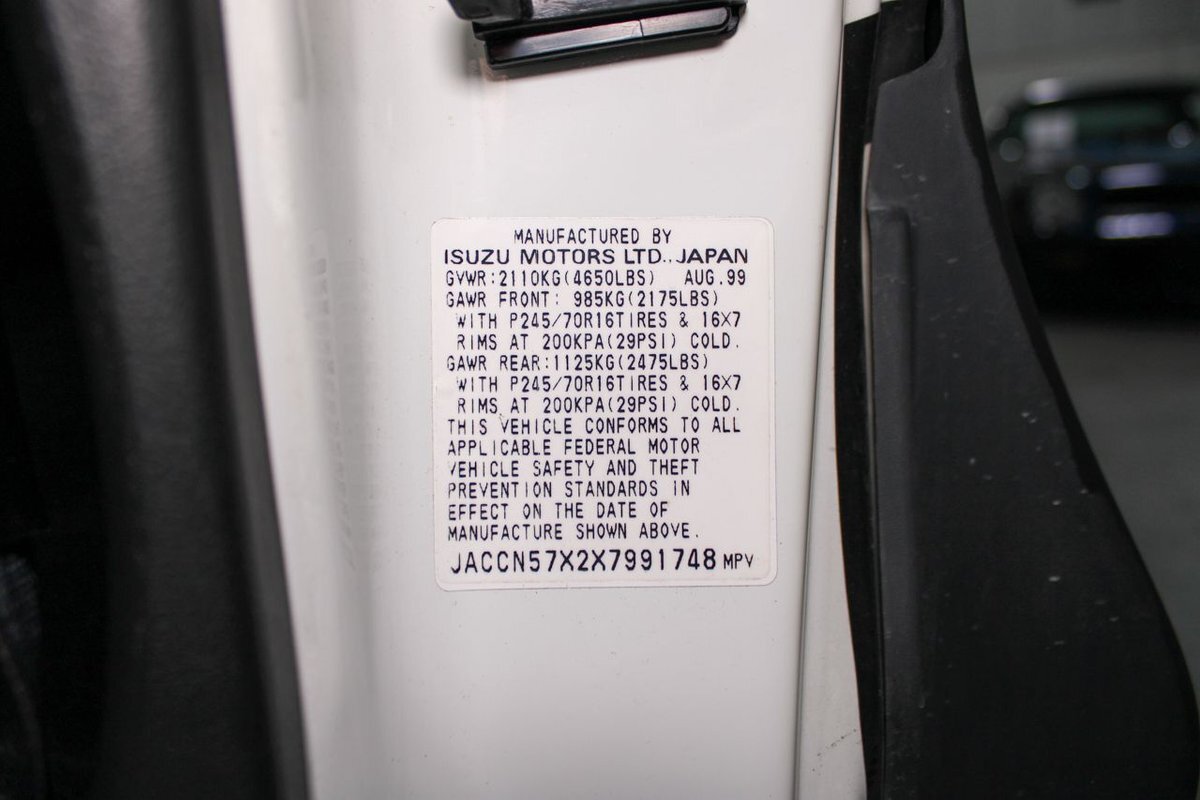 MANUFACTURED BY
ISUZU MOTORS LTD., JAPAN
GVWR:2110KG(4650LBS) AUG.99
GAWR FRONT: 985KG(2175LBS)
WITH P245/70R16TIRES & 16X7
RIMS AT 200KPA(29PSI) COLD.
GAWR REAR:1125KG(2475LBS)
WITH P245/70R16TIRES & 16X7
RIMS AT 200KPA(29PSI) COLD.
THIS VEHICLE CONFORMS TO ALL
APPLICABLE FEDERAL MOTOR
VEHICLE SAFETY AND THEFT
PREVENTION STANDARDS IN
EFFECT ON THE DATE OF
MANUFACTURE SHOWN ABOVE.
JACCN57X2X7991748 MPV